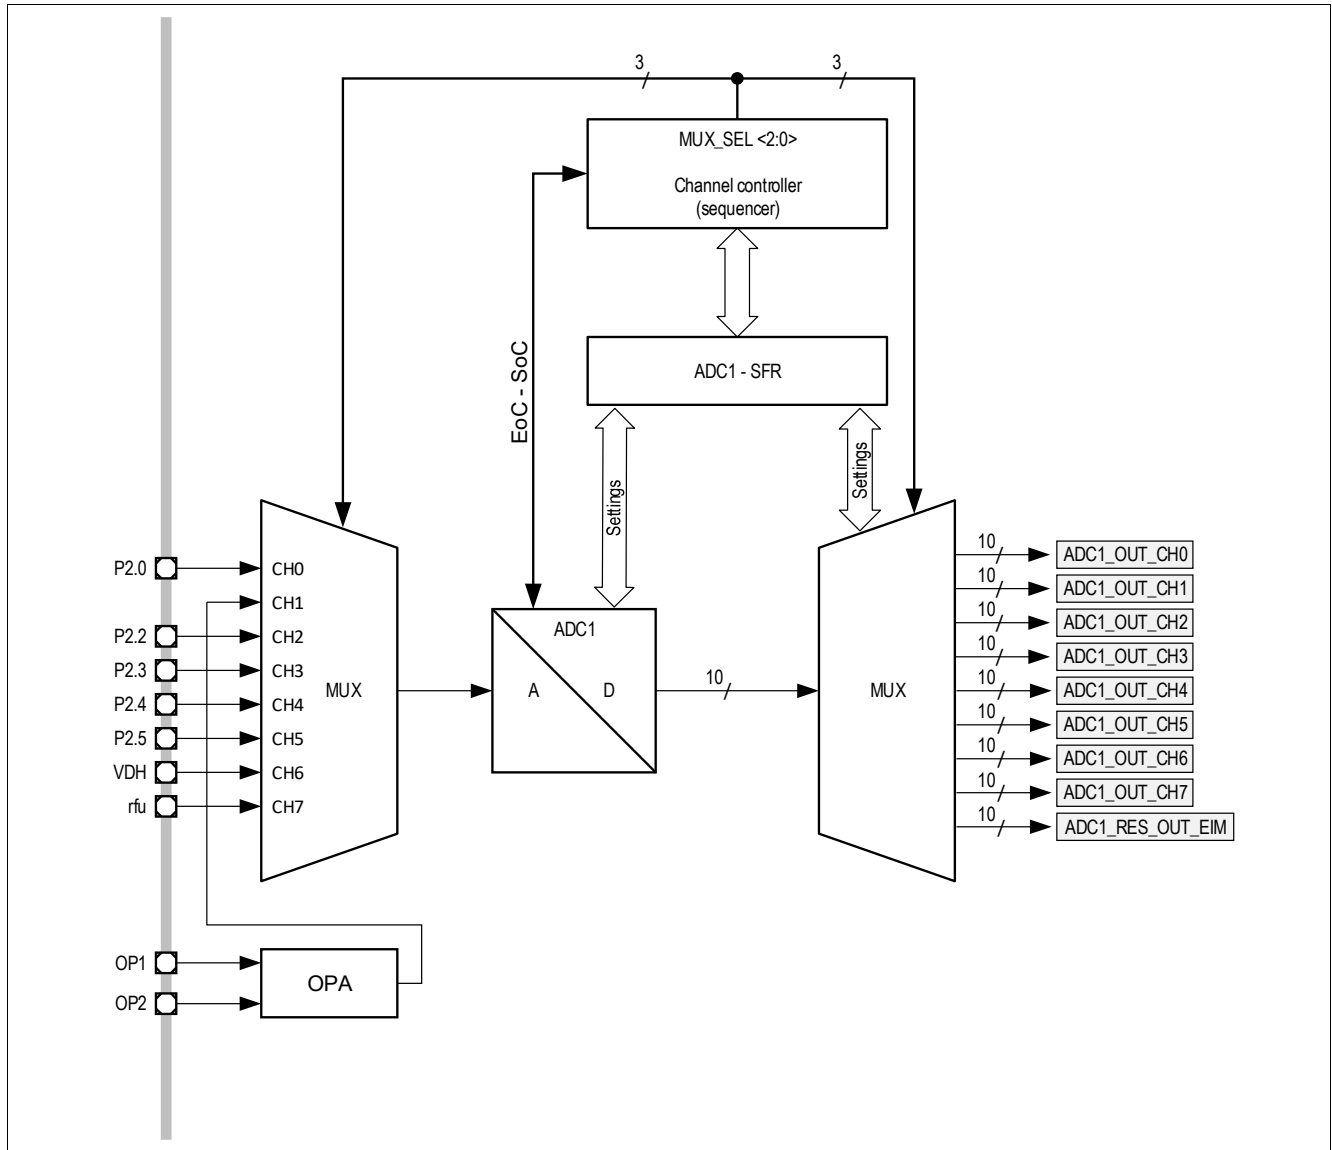 3
3
MUX_SEL <2:0>
Channel controller
(sequencer)
EoC - SoC
ADC1 - SFR
Settings
Settings
P2.0
CH0
CH1
P2.2
CH2
P2.3
CH3
P2.4
CH4
P2.5
CH5
VDH
CH6
rfu
CH7
MUX
ADC1
A
D
10
MUX
10
ADC1_OUT_CH0
10
ADC1_OUT_CH1
10
ADC1_OUT_CH2
10
ADC1_OUT_CH3
10
ADC1_OUT_CH4
10
ADC1_OUT_CH5
10
ADC1_OUT_CH6
10
ADC1_OUT_CH7
10
ADC1_RES_OUT_EIM
OP1
OP2
OPA